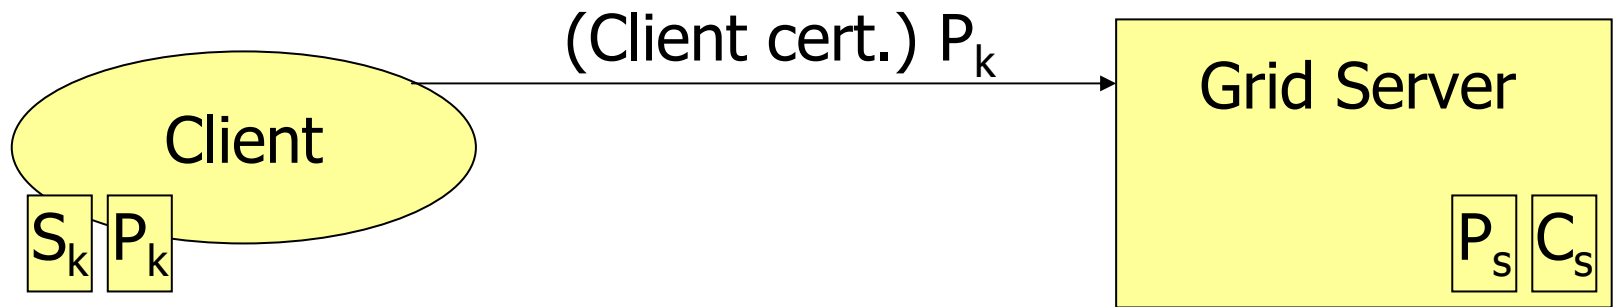 (Client cert.) Pk
Grid Server
Client
Sk Pk
Ps Cs